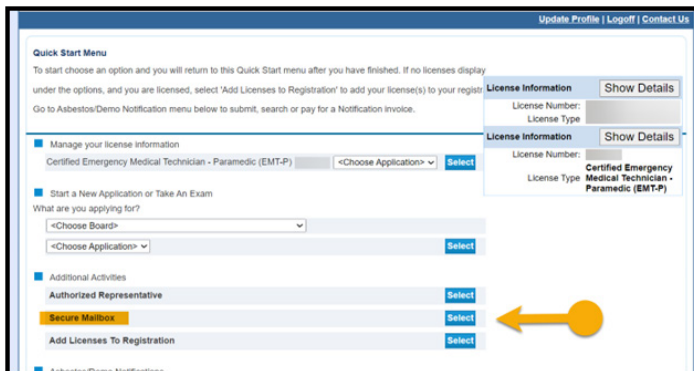 Update Profile | Logoff | Contact Us
Quick Start Menu
To start choose an option and you will return to this Quick Start menu after you have finished. If no licenses display
under the options, and you are licensed, select 'Add Licenses to Registration' to add your license(s) to your registr
Go to Asbestos/Demo Notification menu below to submit, search or pay for a Notification invoice.
License Information Show Details
License Number:
License Type
License Information Show Details
License Number:
License Type Certified Emergency Medical Technician - Paramedic (EMT-P)
Manage your license information
Certified Emergency Medical Technician - Paramedic (EMT-P) <Choose Application> Select
Start a New Application or Take An Exam
What are you applying for?
<Choose Board>
<Choose Application> Select
Additional Activities
Authorized Representative Select
Secure Mailbox Select
Add Licenses To Registration Select
Asbestos/Demo Notifications